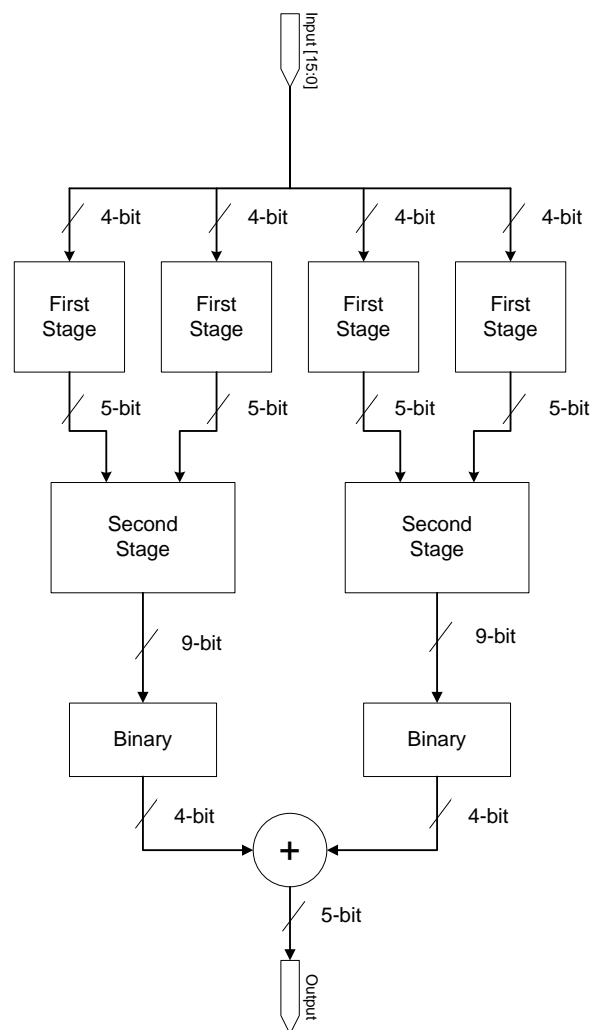 Input [15:0]
4-bit
4-bit
4-bit
4-bit
First
Stage
First
Stage
First
Stage
First
Stage
5-bit
5-bit
5-bit
5-bit
Second
Stage
Second
Stage
9-bit
9-bit
Binary
Binary
4-bit
4-bit
+
5-bit
Output